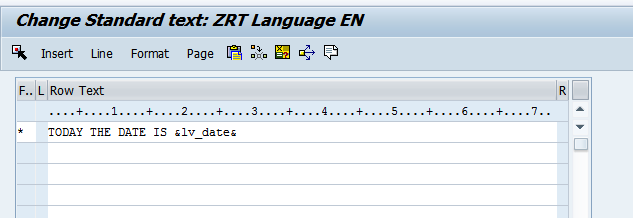 Change Standard text: ZRT Language EN
Insert Line Format Page
F.. L Row Text R
....+....1....+....2....+....3....+....4....+....5....+....6....+....7..
* TODAY THE DATE IS &lv_date&